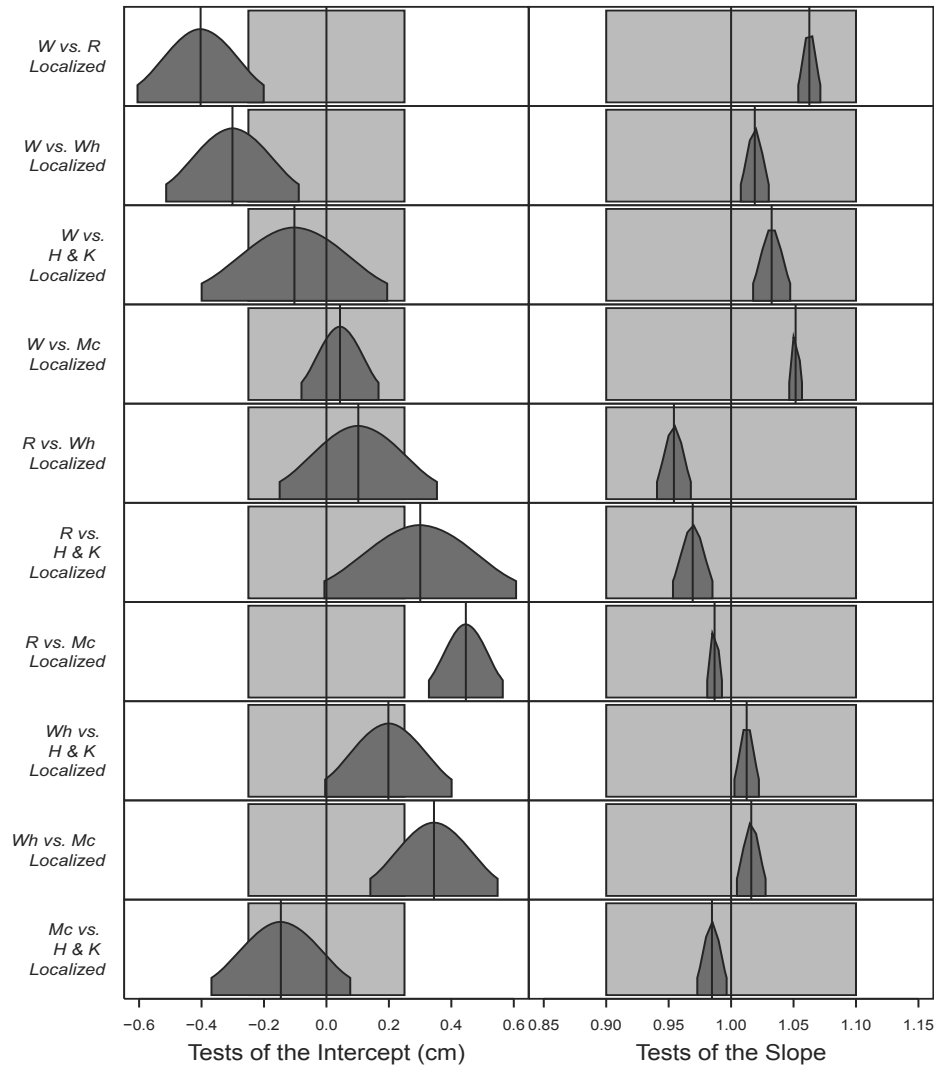 W vs. R
Localized
W vs. Wh
Localized
W vs.
H & K
Localized
W vs. Mc
Localized
R vs. Wh
Localized
R vs.
H & K
Localized
R vs. Mc
Localized
Wh vs.
H & K
Localized
Wh vs. Mc
Localized
Mc vs.
H & K
Localized
−0.6 −0.4 −0.2 0.0 0.2 0.4 0.6 0.85 0.90 0.95 1.00 1.05 1.10 1.15
Tests of the Intercept (cm) Tests of the Slope